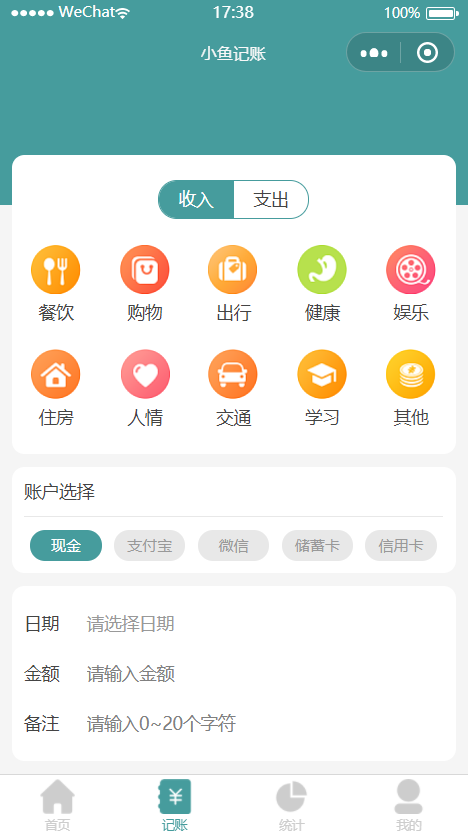 WeChat 17:38 100%
小鱼记账
收入 支出
餐饮 购物 出行 健康 娱乐
住房 人情 交通 学习 其他
账户选择
现金 支付宝 微信 储蓄卡 信用卡
日期 请选择日期
金额 请输入金额
备注 请输入0~20个字符
¥
首页 记账 统计 我的